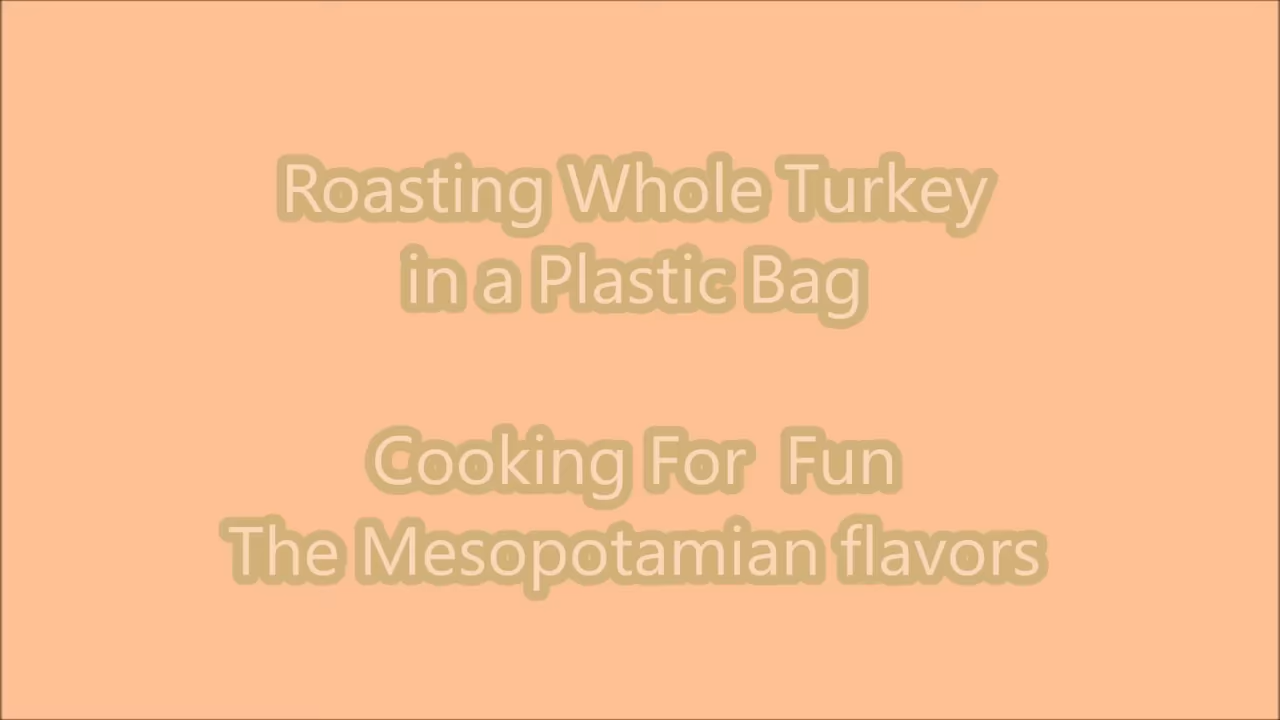 Roasting Whole Turkey
in a Plastic Bag
Cooking For  Fun
The Mesopotamian flavors